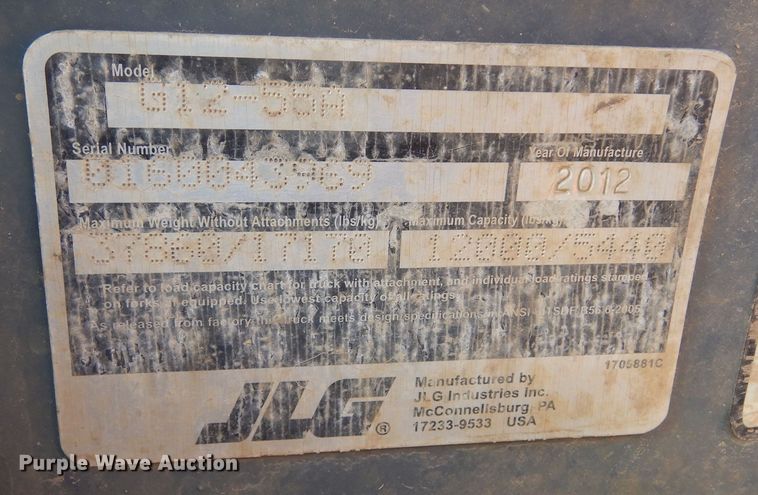 Model
G12-55A
Serial Number
Year Of Manufacture
0160043969
2012
Maximum Weight Without Attachments (lbs/kg)
Maximum Capacity (lbs/kg)
/17170
12000/5440
Refer to load capacity chart for truck with attachment, and individual load ratings stamped
on forks if equipped. Use lowest capacity of all ratings.
As released from factory this truck meets design specifications in ANSI B56.6-2005
1705881C
JLG ®
Manufactured by
JLG Industries Inc.
McConnellsburg, PA
17233-9533 USA
Purple Wave Auction